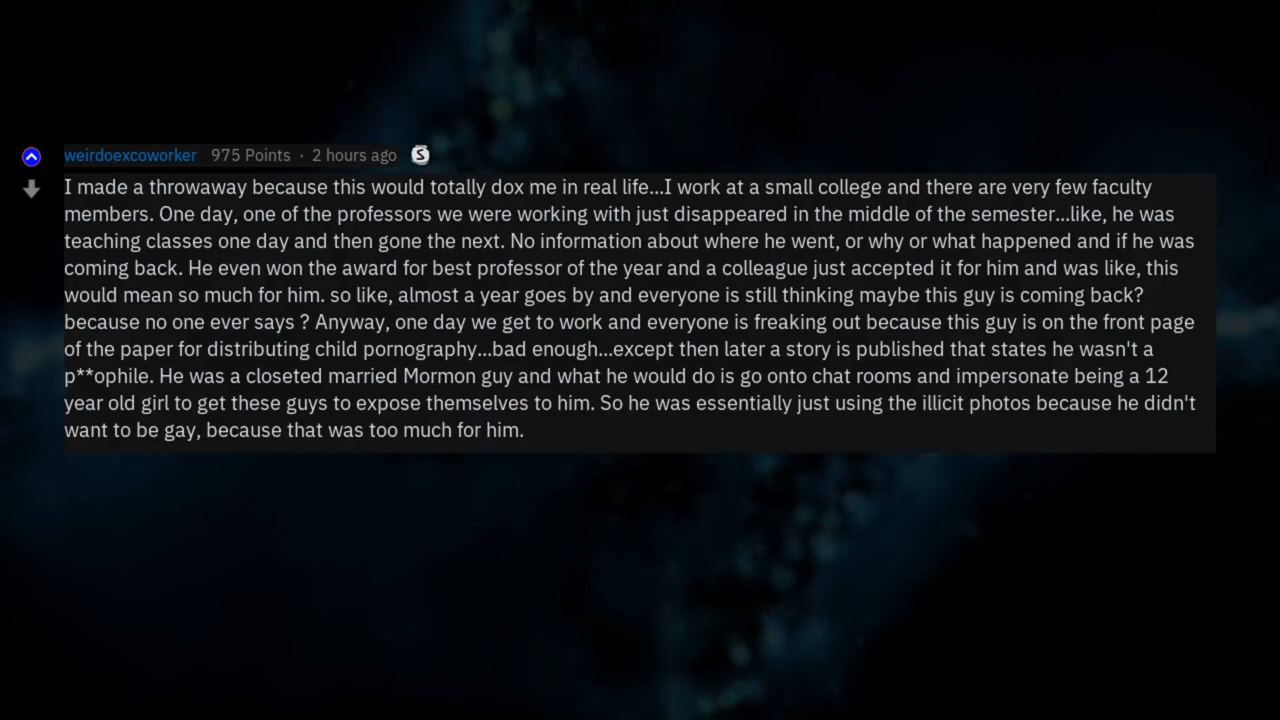 weirdoexcoworker 975 Points · 2 hours ago S
I made a throwaway because this would totally dox me in real life...I work at a small college and there are very few faculty
members. One day, one of the professors we were working with just disappeared in the middle of the semester...like, he was
teaching classes one day and then gone the next. No information about where he went, or why or what happened and if he was
coming back. He even won the award for best professor of the year and a colleague just accepted it for him and was like, this
would mean so much for him. so like, almost a year goes by and everyone is still thinking maybe this guy is coming back?
because no one ever says ? Anyway, one day we get to work and everyone is freaking out because this guy is on the front page
of the paper for distributing child pornography...bad enough...except then later a story is published that states he wasn't a
p**ophile. He was a closeted married Mormon guy and what he would do is go onto chat rooms and impersonate being a 12
year old girl to get these guys to expose themselves to him. So he was essentially just using the illicit photos because he didn't
want to be gay, because that was too much for him.